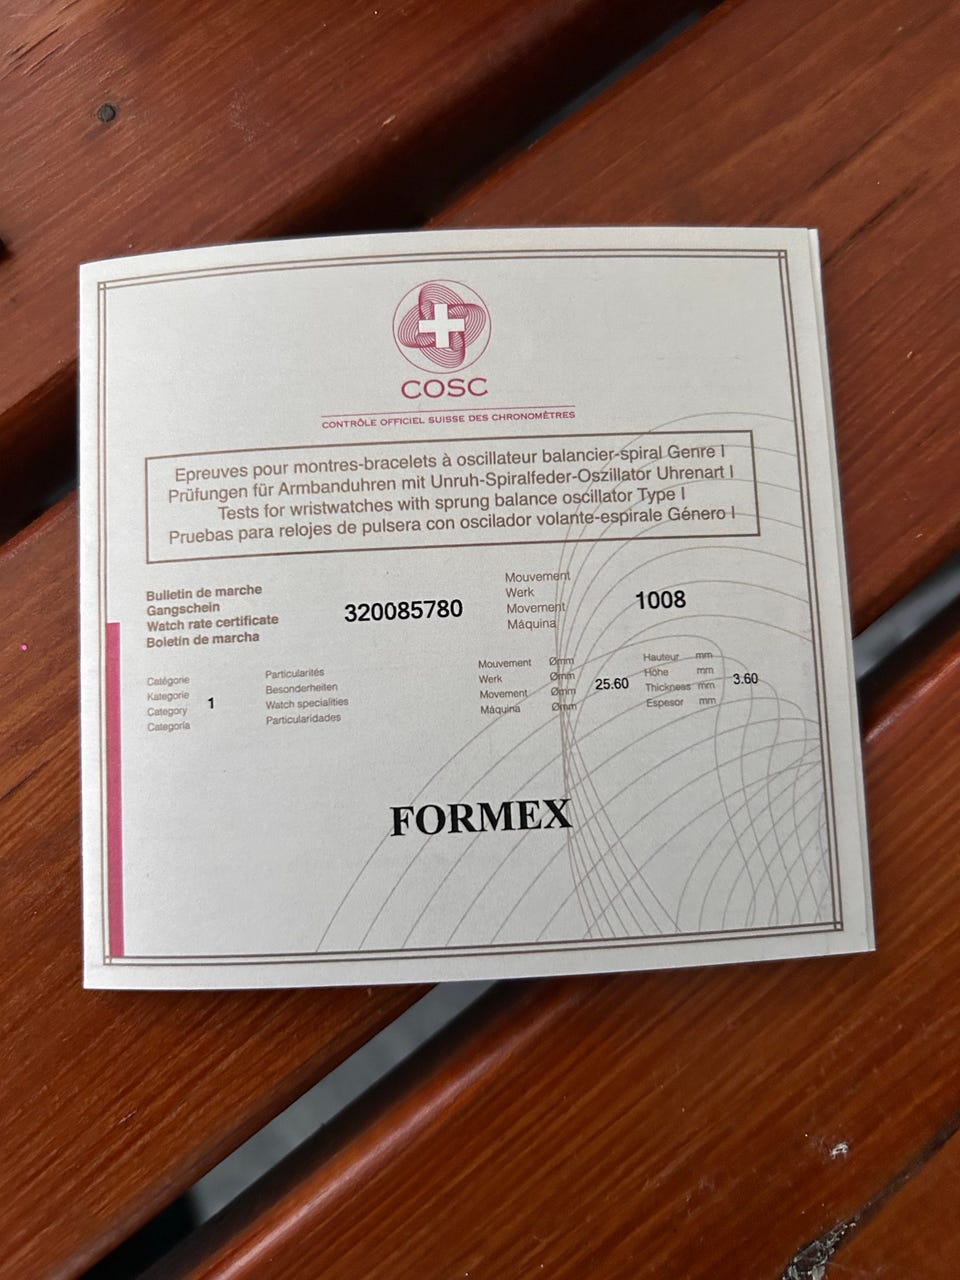 COSC
CONTRÔLE OFFICIEL SUISSE DES CHRONOMÈTRES
Epreuves pour montres-bracelets à oscillateur balancier-spiral Genre I
Prüfungen für Armbanduhren mit Unruh-Spiralfeder-Oszillator Uhrenart I
Tests for wristwatches with sprung balance oscillator Type I
Pruebas para relojes de pulsera con oscilador volante-espirale Género I
Bulletin de marche
Gangschein
Watch rate certificate
Boletín de marcha
320085780
Mouvement
Werk
Movement
Máquina
1008
Catégorie
Kategorie
Category
Categoría
1
Particularités
Besonderheiten
Watch specialities
Particularidades
Mouvement Ømm
Werk Ømm
Movement Ømm
Máquina Ømm
25.60
Hauteur mm
Höhe mm
Thickness mm
Espesor mm
3.60
FORMEX